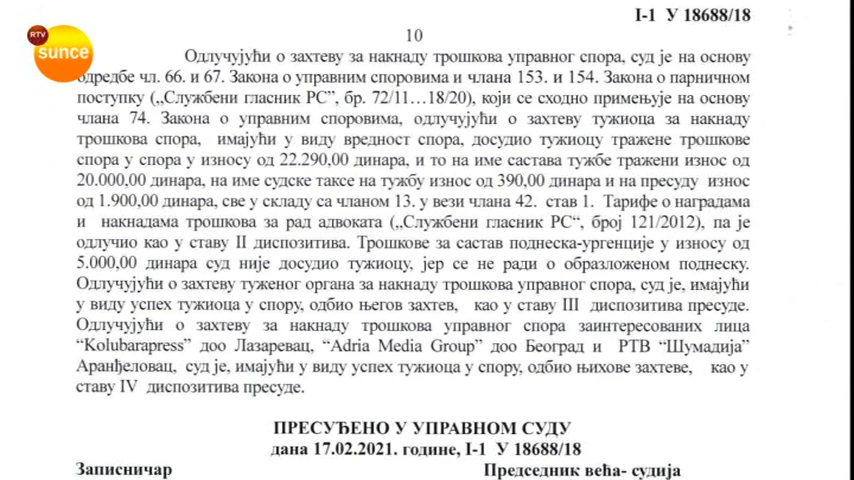 I-1 У 18688/18
10
RTV
sunce
Одлучујући о захтеву за накнаду трошкова управног спора, суд је на основу
одредбе чл. 66. и 67. Закона о управним споровима и члана 153. и 154. Закона о парничном
поступку („Службени гласник РС”, бр. 72/11…18/20), који се сходно примењује на основу
члана 74. Закона о управним споровима, одлучујући о захтеву тужиоца за накнаду
трошкова спора, имајући у виду вредност спора, досудио тужиоцу тражене трошкове
спора у спора у износу од 22.290,00 динара, и то на име састава тужбе тражени износ од
20.000,00 динара, на име судске таксе на тужбу износ од 390,00 динара и на пресуду износ
од 1.900,00 динара, све у складу са чланом 13. у вези члана 42. став 1. Тарифе о наградама
и накнадама трошкова за рад адвоката („Службени гласник РС“, број 121/2012), па је
одлучио као у ставу II диспозитива. Трошкове за састав поднеска-ургенције у износу од
5.000,00 динара суд није досудио тужиоцу, јер се не ради о образложеном поднеску.
Одлучујући о захтеву туженог органа за накнаду трошкова управног спора, суд је, имајући
у виду успех тужиоца у спору, одбио његов захтев, као у ставу III диспозитива пресуде.
Одлучујући о захтеву за накнаду трошкова управног спора заинтересованих лица
“Kolubarapress” доо Лазаревац, “Adria Media Group” доо Београд и РТВ “Шумадија”
Аранђеловац, суд је, имајући у виду успех тужиоца у спору, одбио њихове захтеве, као у
ставу IV диспозитива пресуде.
ПРЕСУЂЕНО У УПРАВНОМ СУДУ
дана 17.02.2021. године, I-1 У 18688/18
Записничар Председник већа- судија